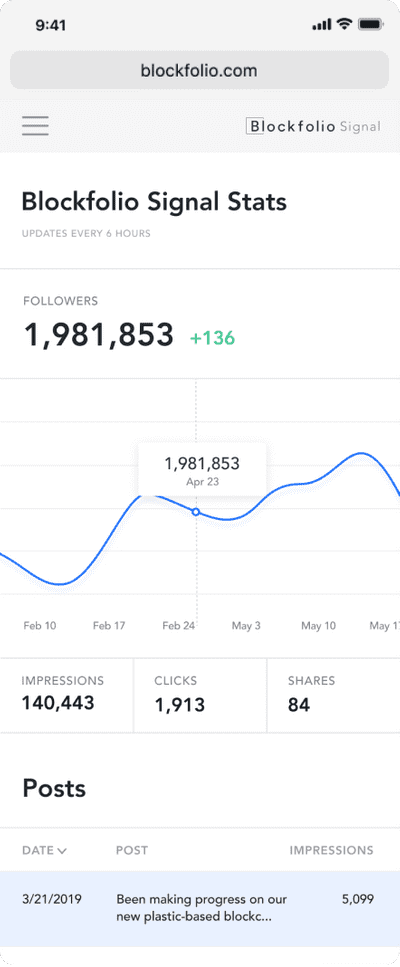 9:41
blockfolio.com
Blockfolio Signal
Blockfolio Signal Stats
UPDATES EVERY 6 HOURS
FOLLOWERS
1,981,853 +136
1,981,853
Apr 23
Feb 10 Feb 17 Feb 24 May 3 May 10 May 17
IMPRESSIONS CLICKS SHARES
140,443 1,913 84
Posts
DATE POST IMPRESSIONS
3/21/2019 Been making progress on our 5,099
new plastic-based blockc...